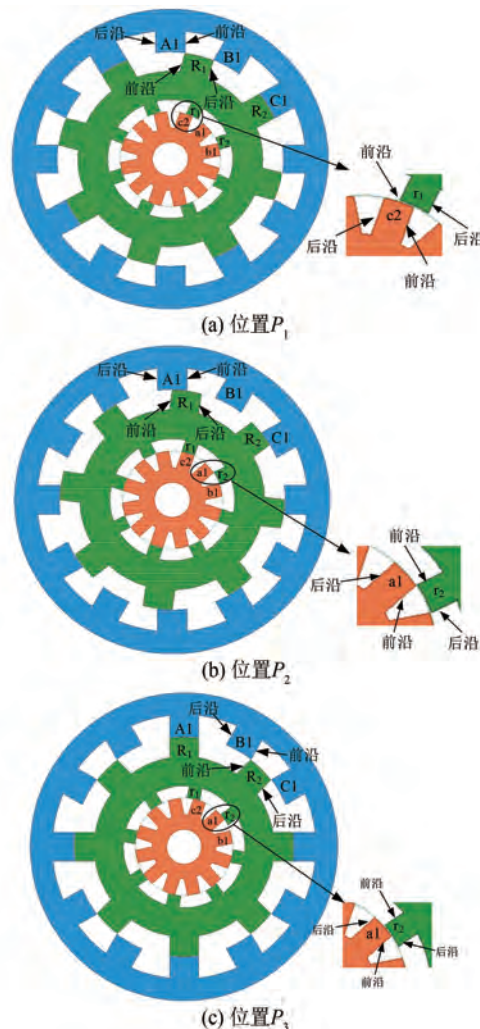 后沿 A1 前沿
B1
前沿 R₁ 后沿
C1
R₂
r₁
c2
a1
r₂
b1
前沿
r₁
后沿 c2 后沿
前沿
(a) 位置P₁
后沿 A1 前沿
B1
前沿 R₁ 后沿
R₂ C1
r₁
c2
a1 r₂
b1
前沿
后沿 a1 r₂
前沿 后沿
(b) 位置P₂
后沿
A1
B1 前沿
R₁
前沿 R₂
C1
后沿
r₁
c2
a1 r₂
b1
前沿
后沿 a1 r₂
后沿
前沿
(c) 位置P₃